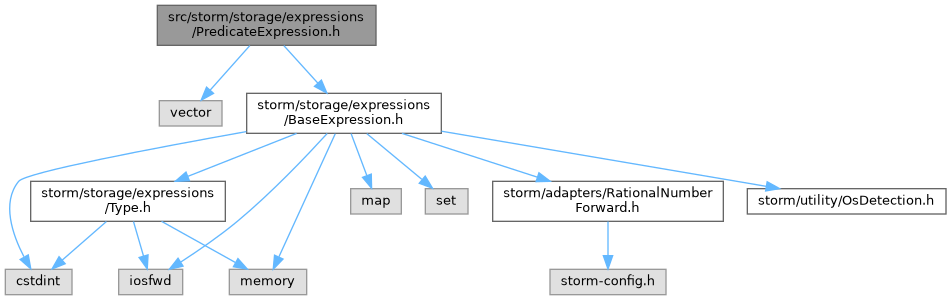 src/storm/storage/expressions
/PredicateExpression.h
vector
storm/storage/expressions
/BaseExpression.h
storm/storage/expressions
/Type.h
map
set
storm/adapters/RationalNumber
Forward.h
storm/utility/OsDetection.h
cstdint
iosfwd
memory
storm-config.h